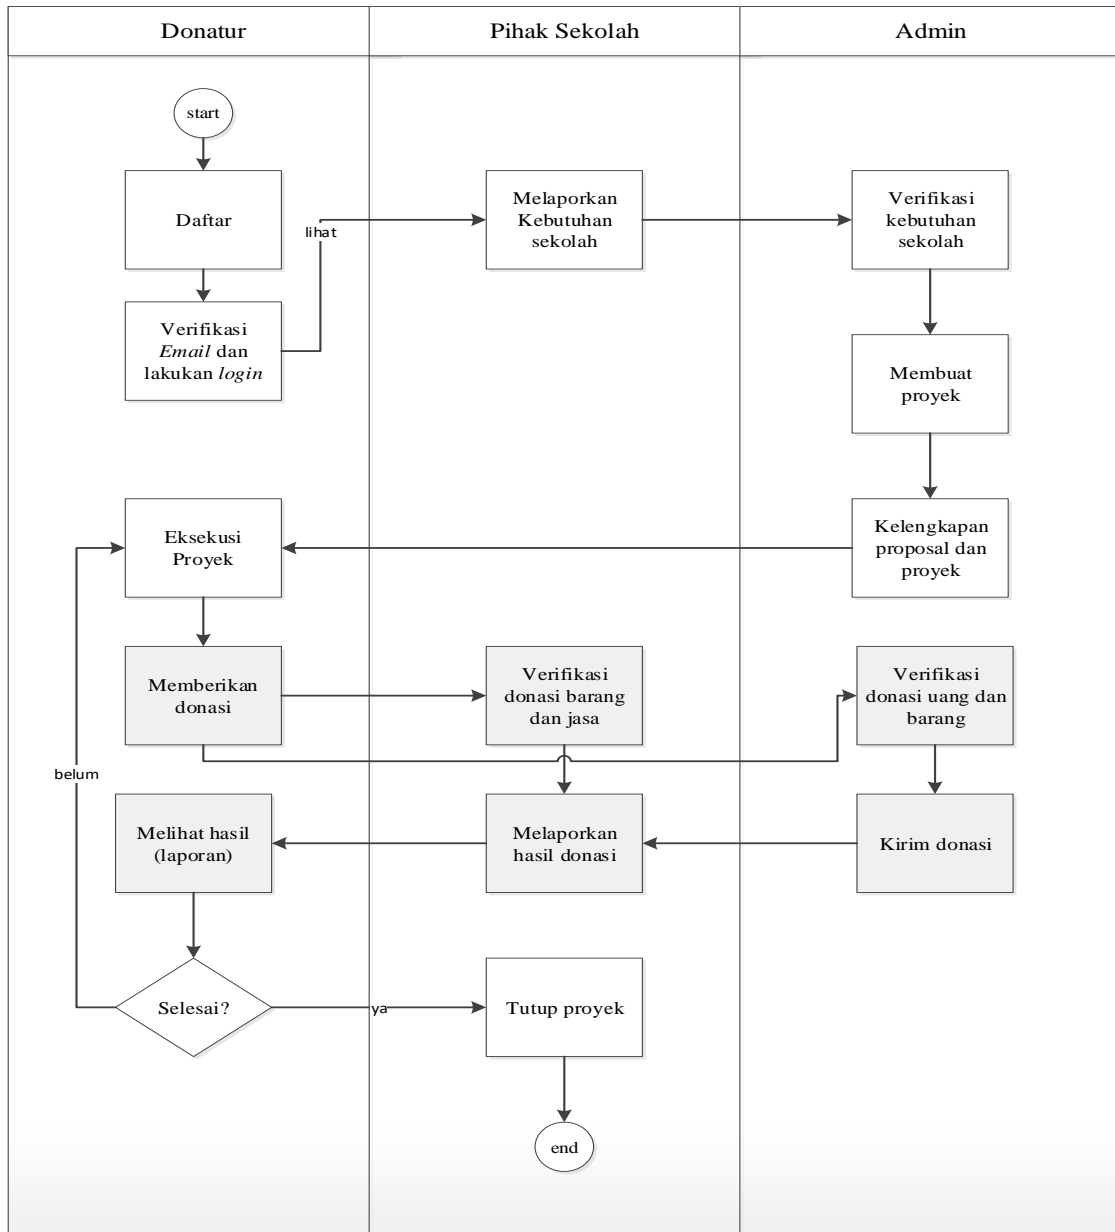 Donatur
Pihak Sekolah
Admin
start
Daftar
Melaporkan
Kebutuhan
sekolah
Verifikasi
kebutuhan
sekolah
lihat
Verifikasi
Email dan
lakukan login
Membuat
proyek
Eksekusi
Proyek
Kelengkapan
proposal dan
proyek
Memberikan
donasi
Verifikasi
donasi barang
dan jasa
Verifikasi
donasi uang dan
barang
belum
Melihat hasil
(laporan)
Melaporkan
hasil donasi
Kirim donasi
Selesai?
ya
Tutup proyek
end